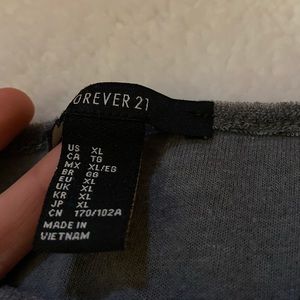 OREVER 21
US XL
CA TG
MX XL/EG
BR GG
EU XL
UK XL
KR XL
JP XL
CN 170/102A
MADE IN
VIETNAM